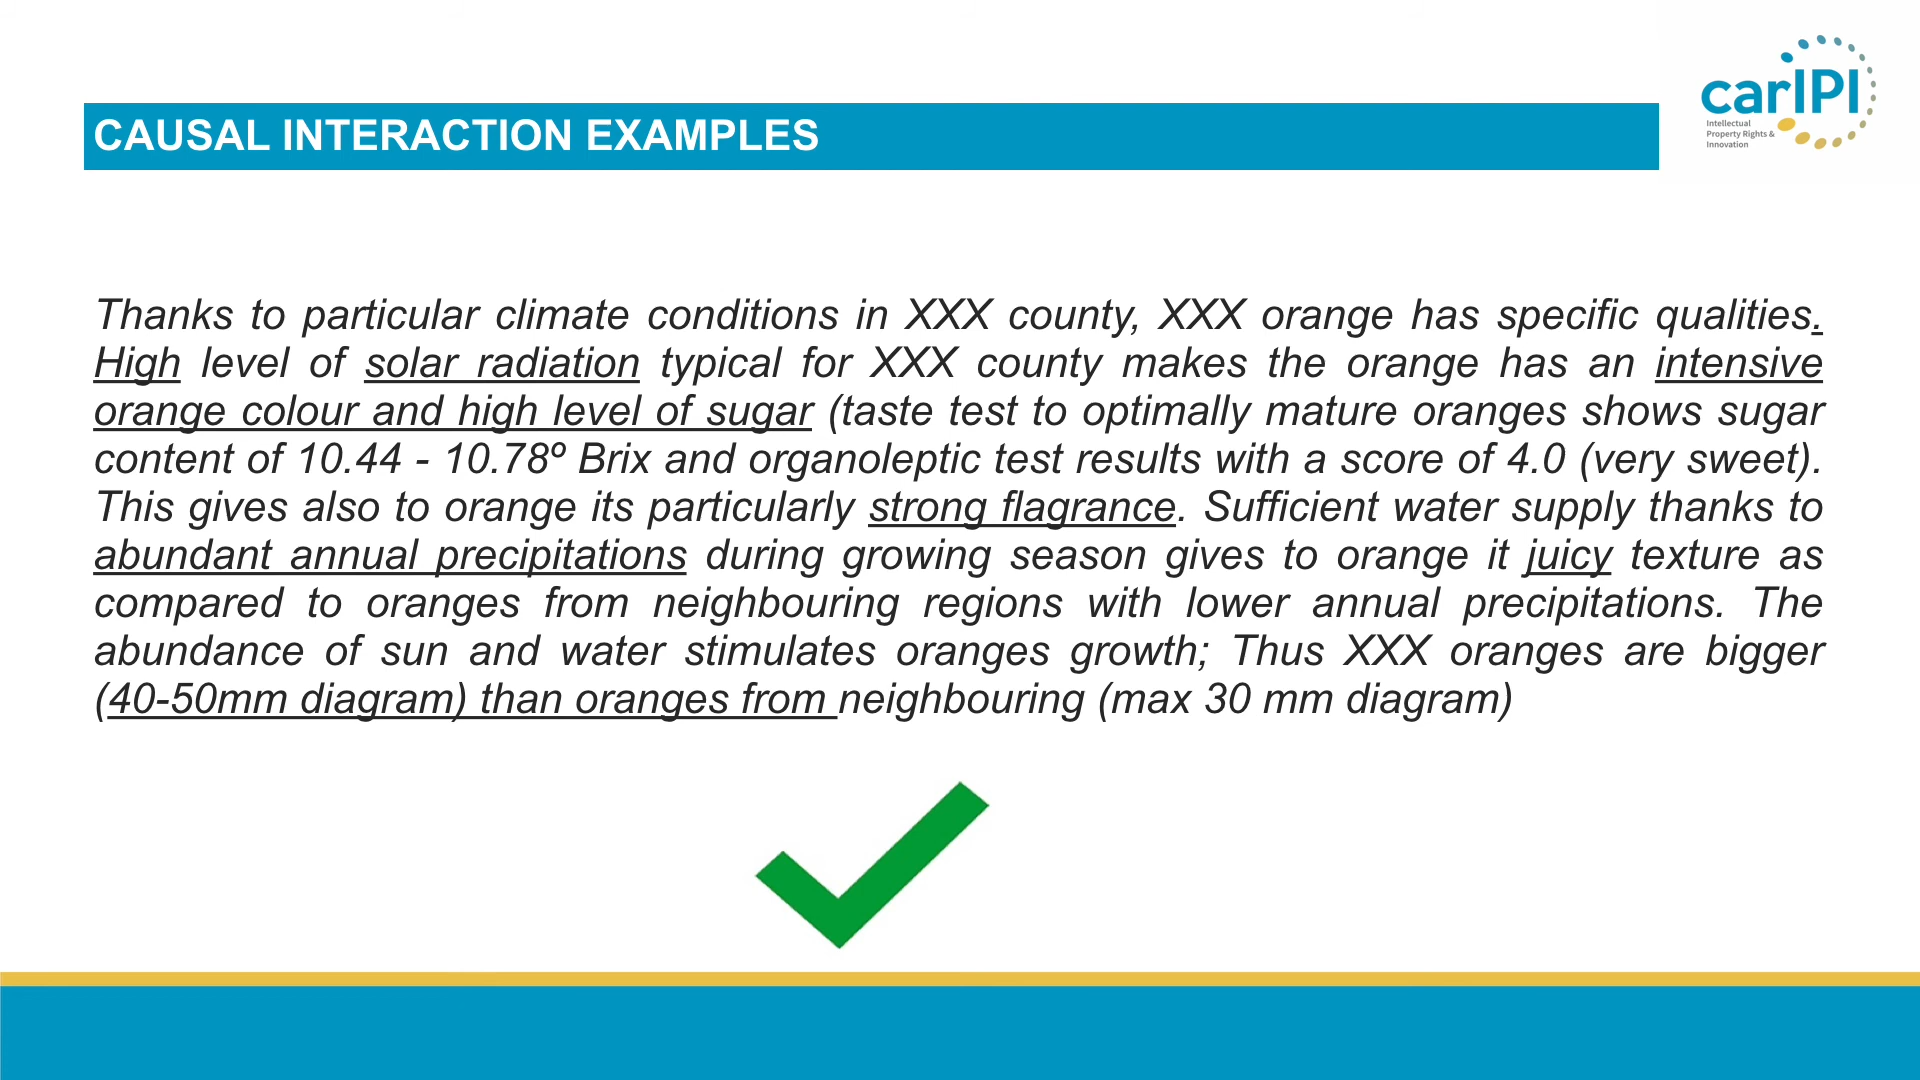 carIPI
Intellectual
Property Rights &
Innovation
CAUSAL INTERACTION EXAMPLES
Thanks to particular climate conditions in XXX county, XXX orange has specific qualities.
High level of solar radiation typical for XXX county makes the orange has an intensive
orange colour and high level of sugar (taste test to optimally mature oranges shows sugar
content of 10.44 - 10.78º Brix and organoleptic test results with a score of 4.0 (very sweet).
This gives also to orange its particularly strong flagrance. Sufficient water supply thanks to
abundant annual precipitations during growing season gives to orange it juicy texture as
compared to oranges from neighbouring regions with lower annual precipitations. The
abundance of sun and water stimulates oranges growth; Thus XXX oranges are bigger
(40-50mm diagram) than oranges from neighbouring (max 30 mm diagram)